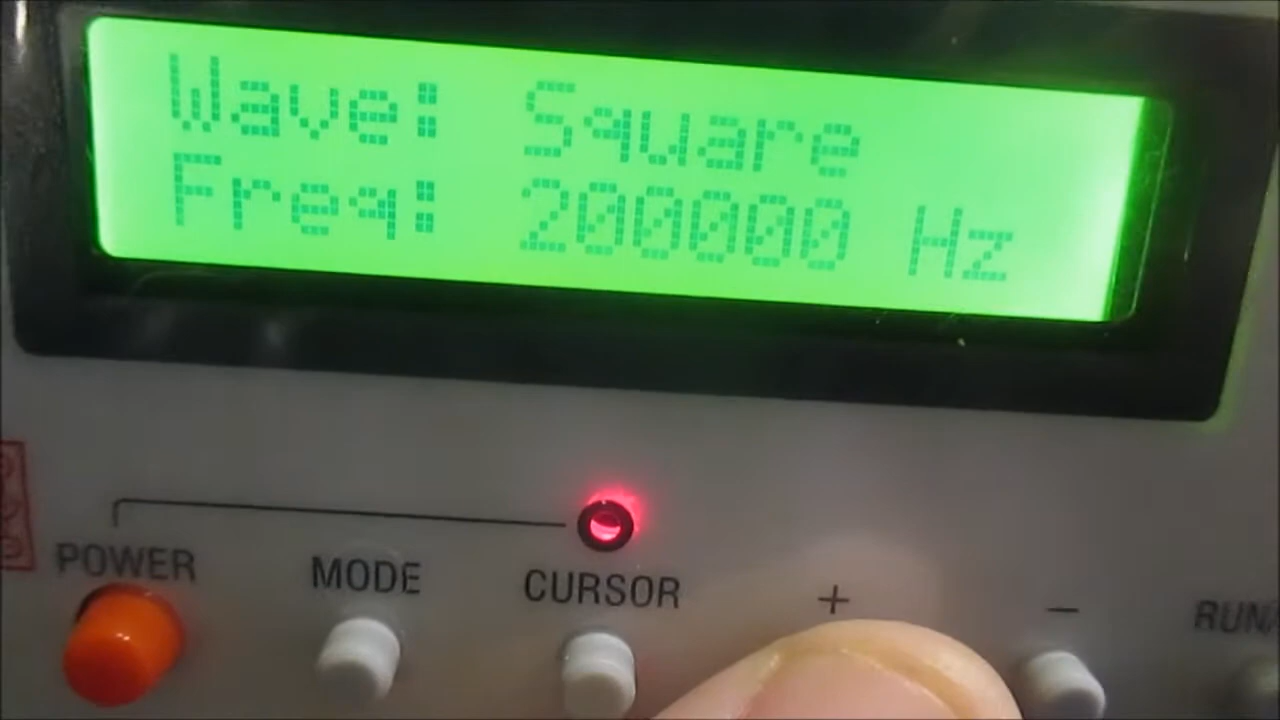 Wave: Square
Freq: 200000 Hz
POWER
MODE
CURSOR
+
−
RUN/